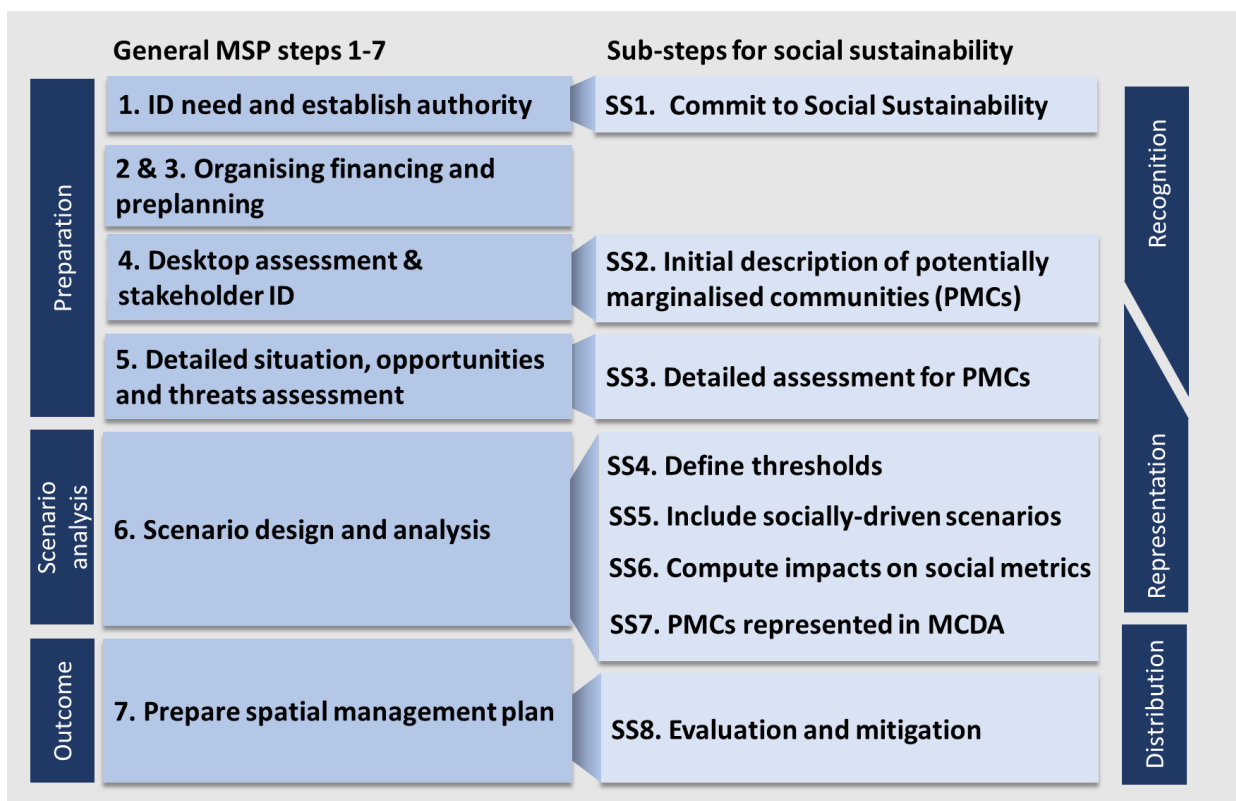 General MSP steps 1-7
Sub-steps for social sustainability
Preparation
1. ID need and establish authority
SS1.  Commit to Social Sustainability
2 & 3. Organising financing and
preplanning
4. Desktop assessment &
stakeholder ID
SS2. Initial description of potentially
marginalised communities (PMCs)
5. Detailed situation, opportunities
and threats assessment
SS3. Detailed assessment for PMCs
Recognition
Scenario
analysis
6. Scenario design and analysis
SS4. Define thresholds
SS5. Include socially-driven scenarios
SS6. Compute impacts on social metrics
SS7. PMCs represented in MCDA
Representation
Outcome
7. Prepare spatial management plan
SS8. Evaluation and mitigation
Distribution